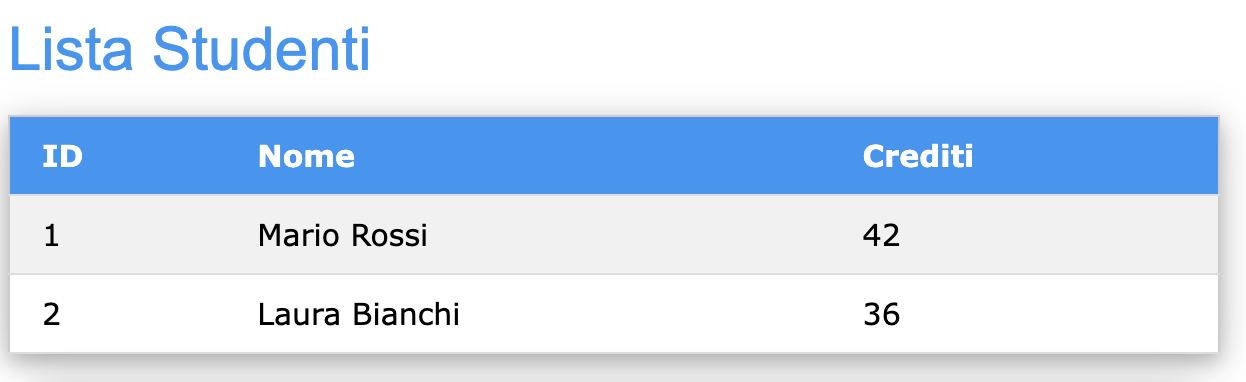 Lista Studenti
ID Nome Crediti
1 Mario Rossi 42
2 Laura Bianchi 36